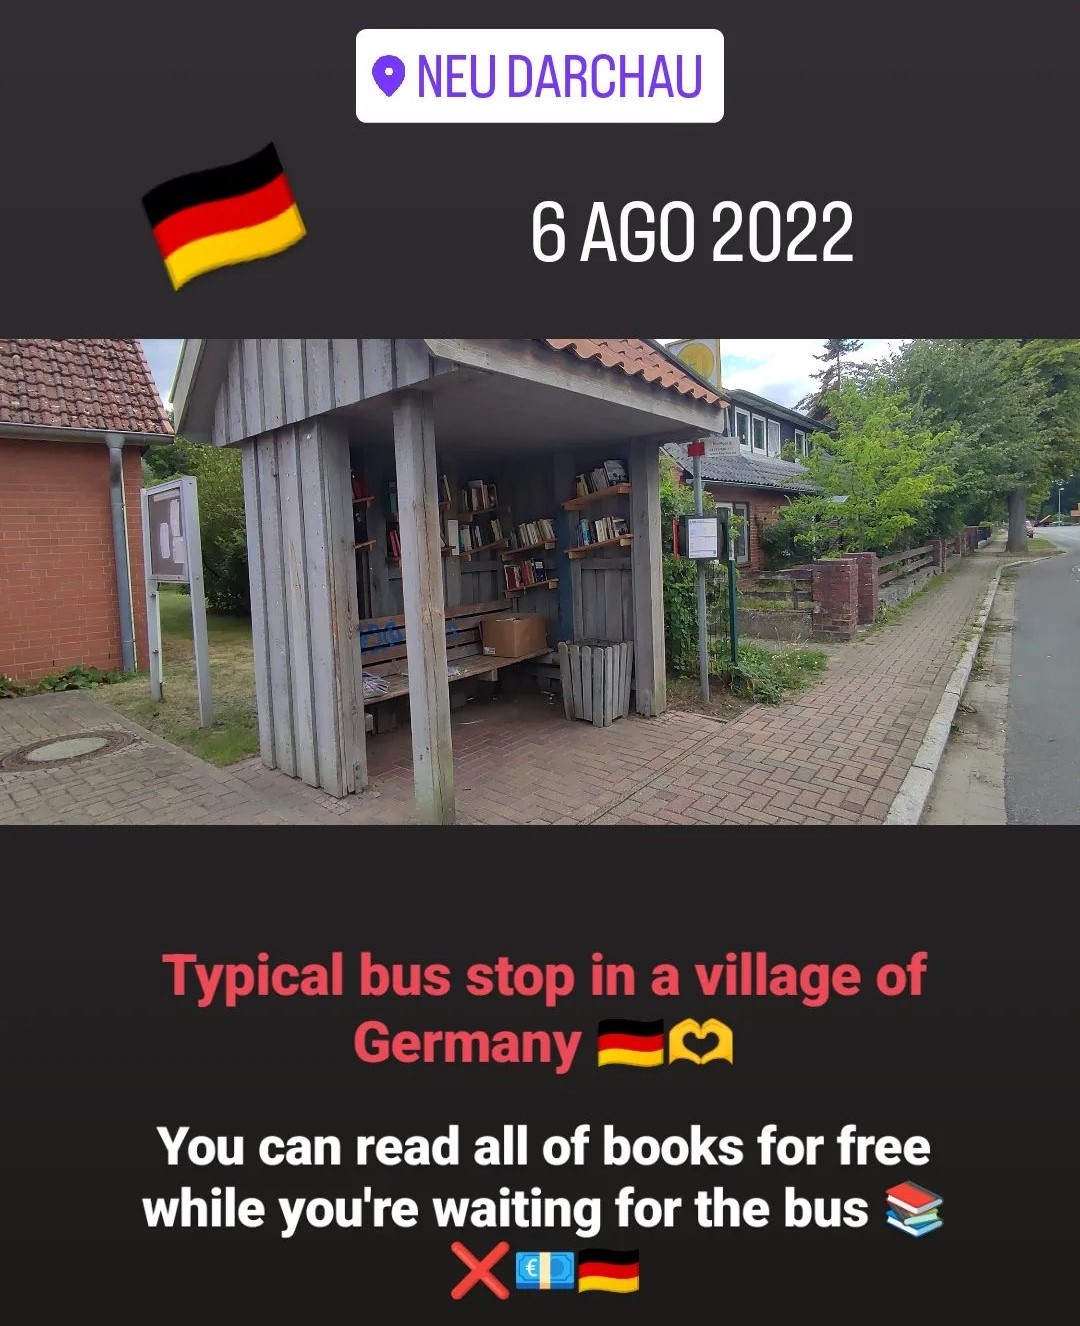 NEU DARCHAU
6 AGO 2022
Typical bus stop in a village of
Germany 🇩🇪🫶
You can read all of books for free
while you're waiting for the bus 📚
❌💶🇩🇪